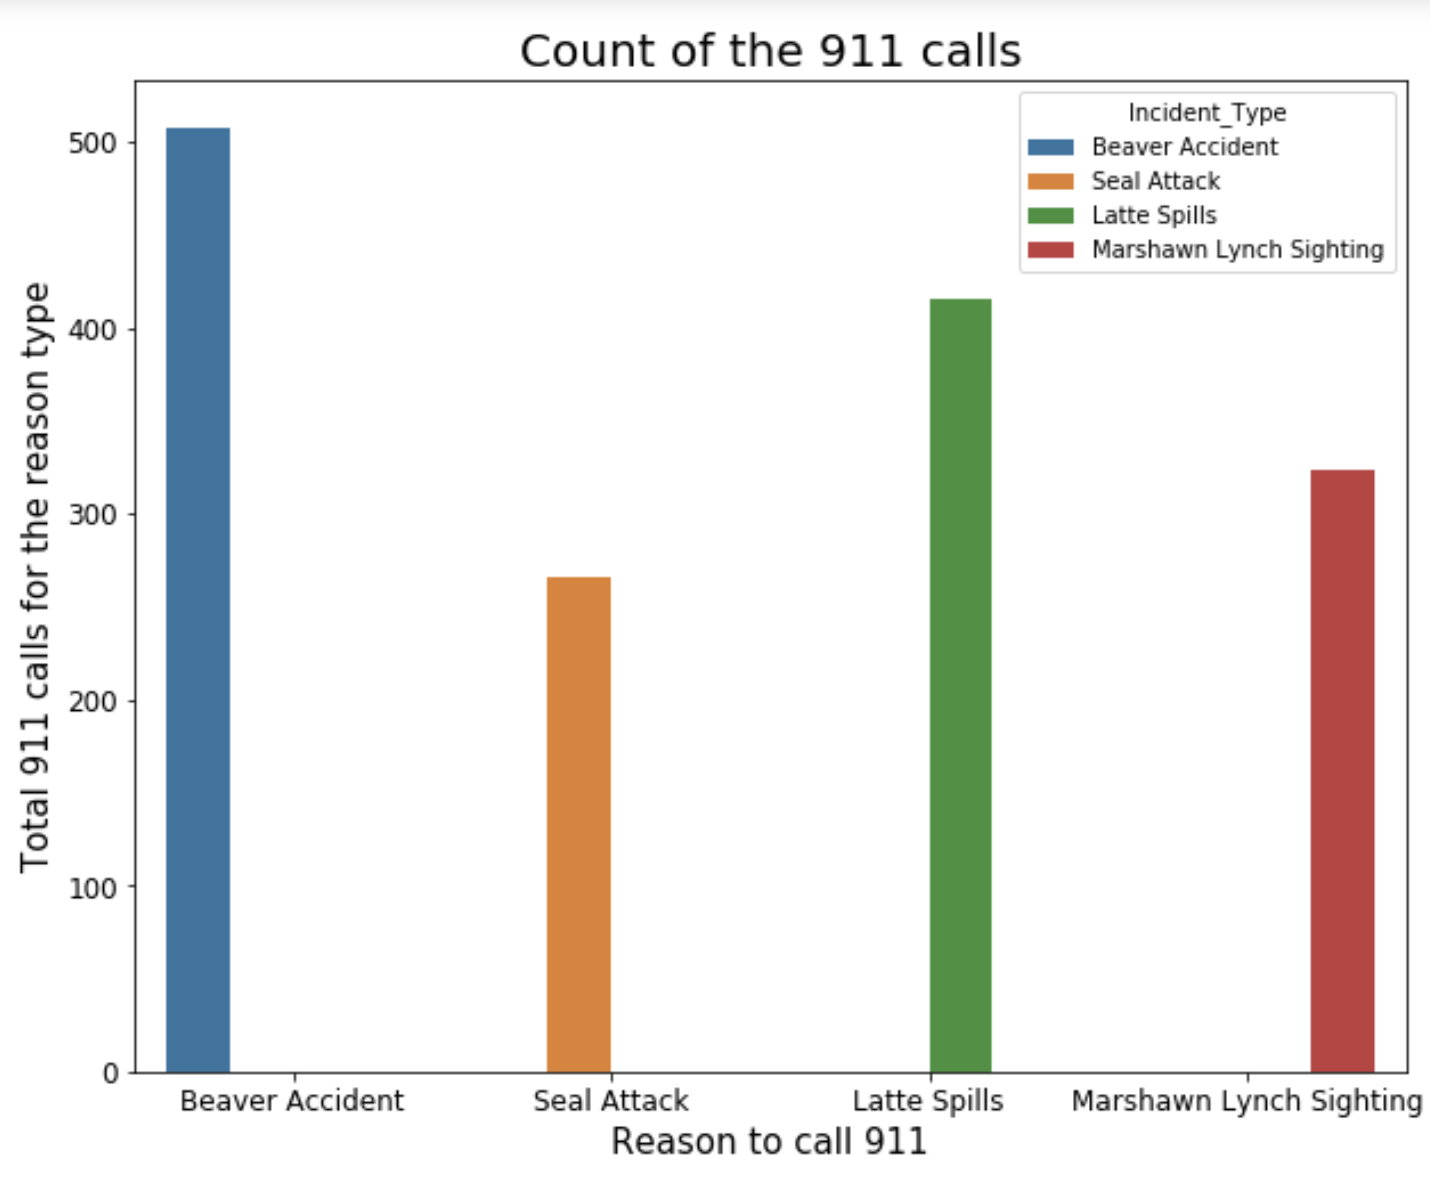 Count of the 911 calls
Incident_Type
Beaver Accident
Seal Attack
Latte Spills
Marshawn Lynch Sighting
Total 911 calls for the reason type
500
400
300
200
100
0
Beaver Accident Seal Attack Latte Spills Marshawn Lynch Sighting
Reason to call 911